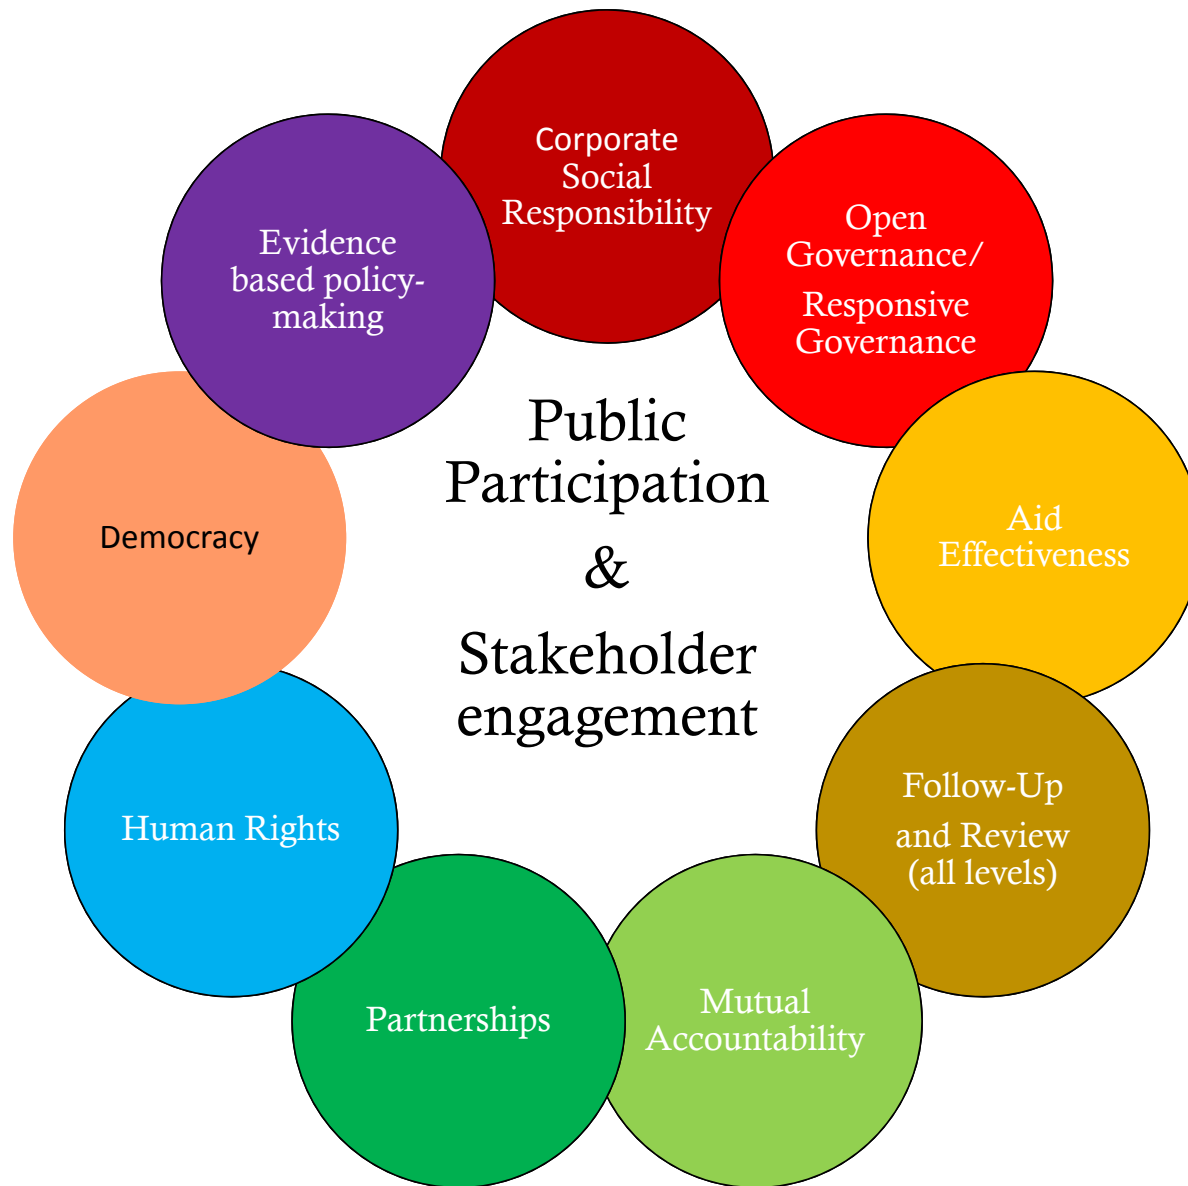 Corporate
Social
Responsibility
Open
Governance/
Responsive
Governance
Evidence
based policy-
making
Public
Participation
&
Stakeholder
engagement
Democracy
Aid
Effectiveness
Human Rights
Follow-Up
and Review
(all levels)
Partnerships
Mutual
Accountability